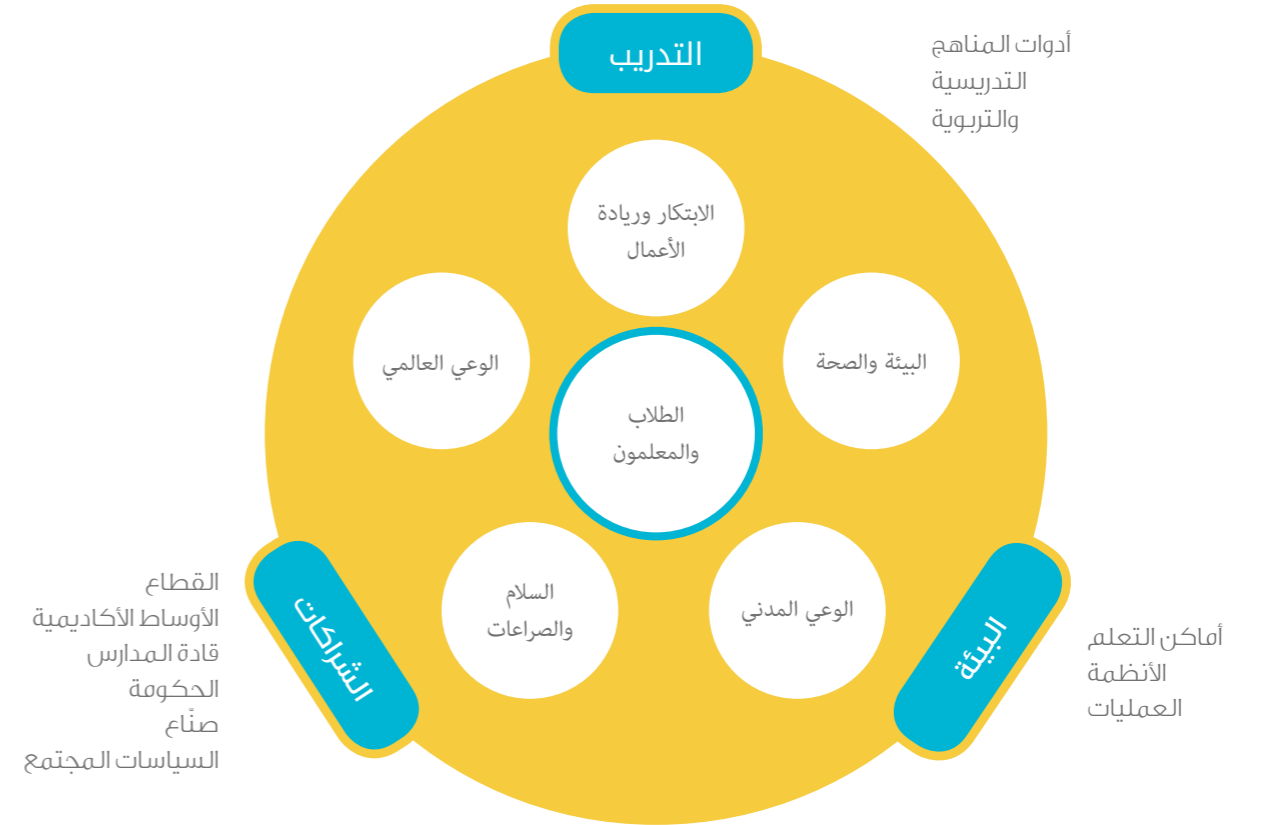 التدريب
أدوات المناهج
التدريسية
والتربوية
الابتكار وريادة
الأعمال
البيئة والصحة
الوعي العالمي
الطلاب
والمعلمون
السلام
والصراعات
الوعي المدني
البيئة
أماكن التعلم
الأنظمة
العمليات
الشراكات
القطاع
الأوساط الأكاديمية
قادة المدارس
الحكومة
صنّاع
السياسات المجتمع